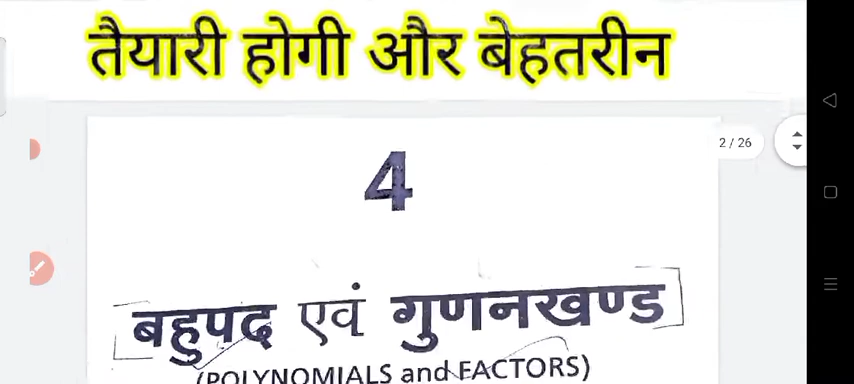 तैयारी होगी और बेहतरीन
2 / 26
4
बहुपद एवं गुणनखण्ड
(POLYNOMIALS and FACTORS)